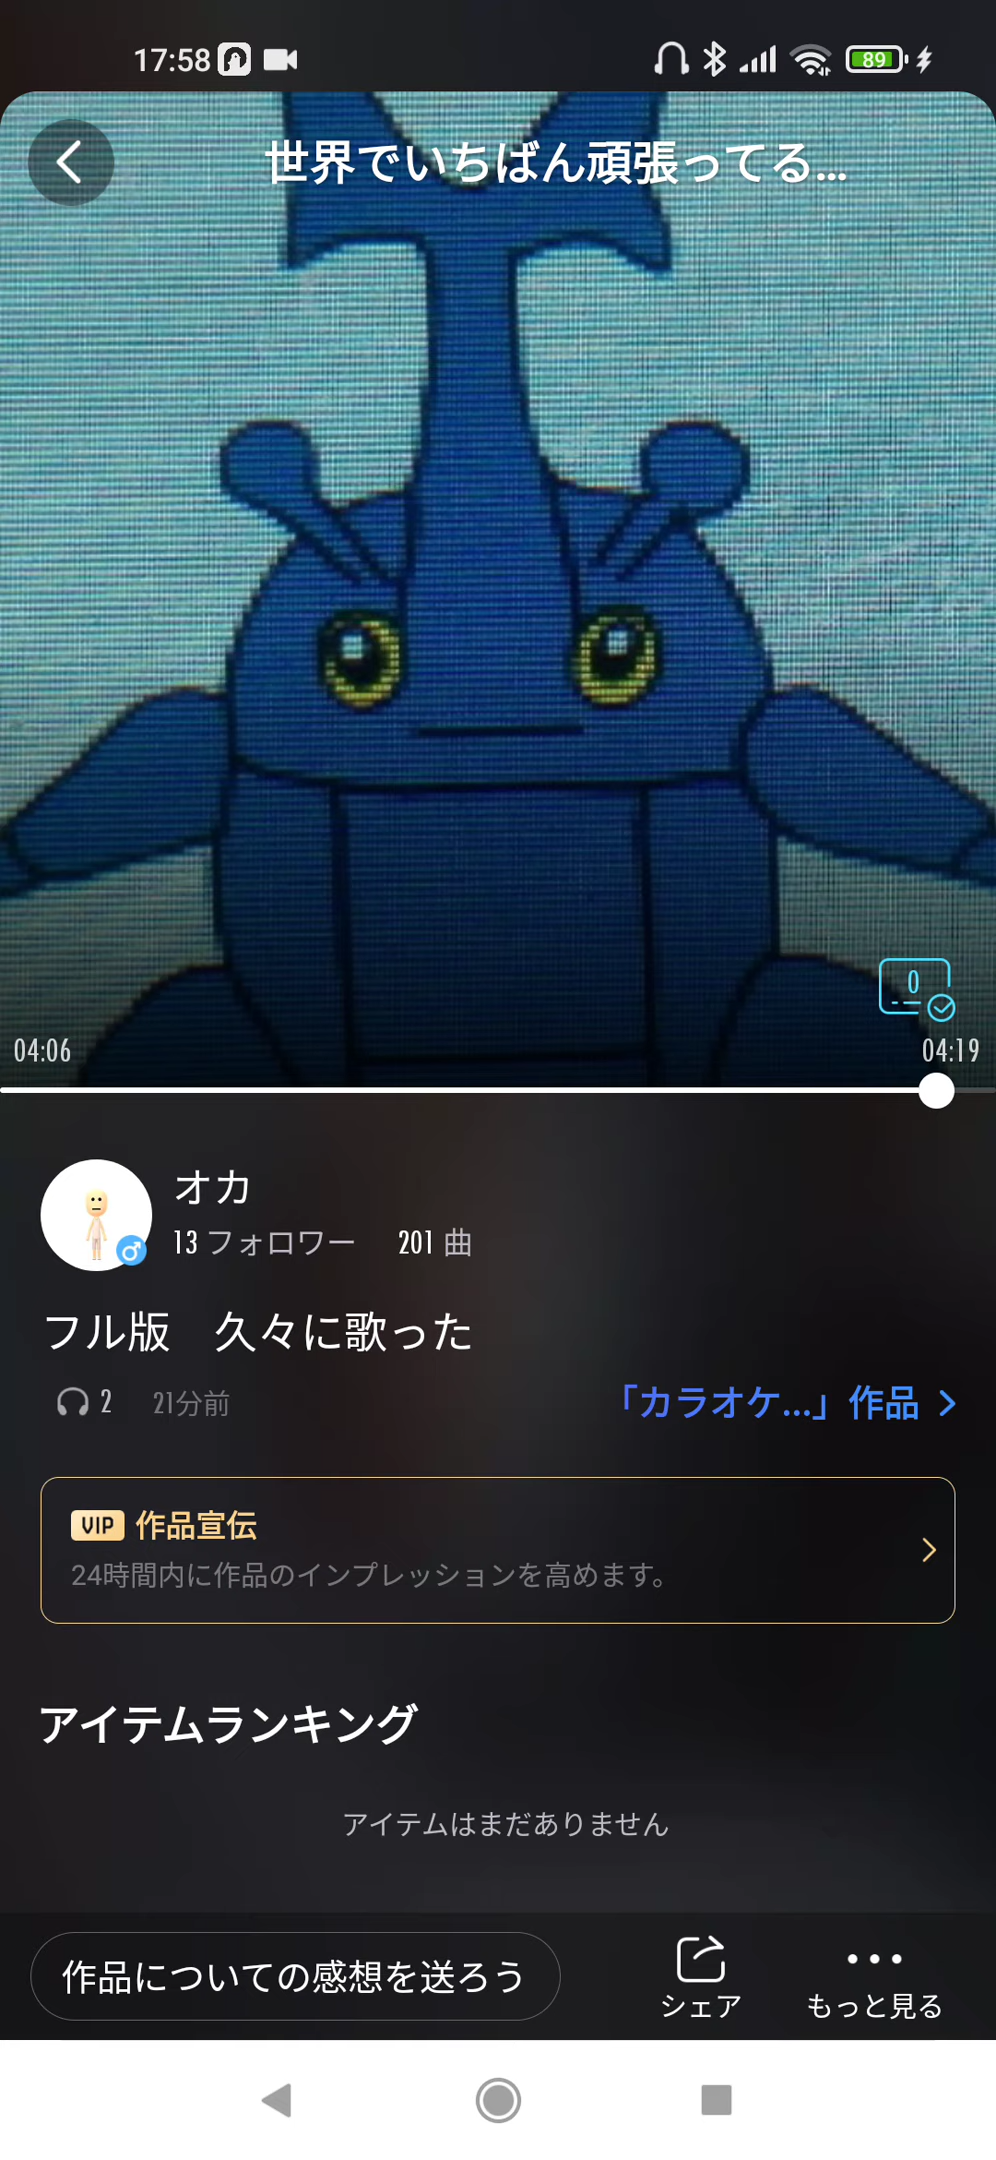 17:58
89
世界でいちばん頑張ってる...
0
04:06
04:19
オカ
13 フォロワー 201 曲
フル版　久々に歌った
2 21分前
「カラオケ...」作品
VIP 作品宣伝
24時間内に作品のインプレッションを高めます。
アイテムランキング
アイテムはまだありません
作品についての感想を送ろう
シェア
もっと見る